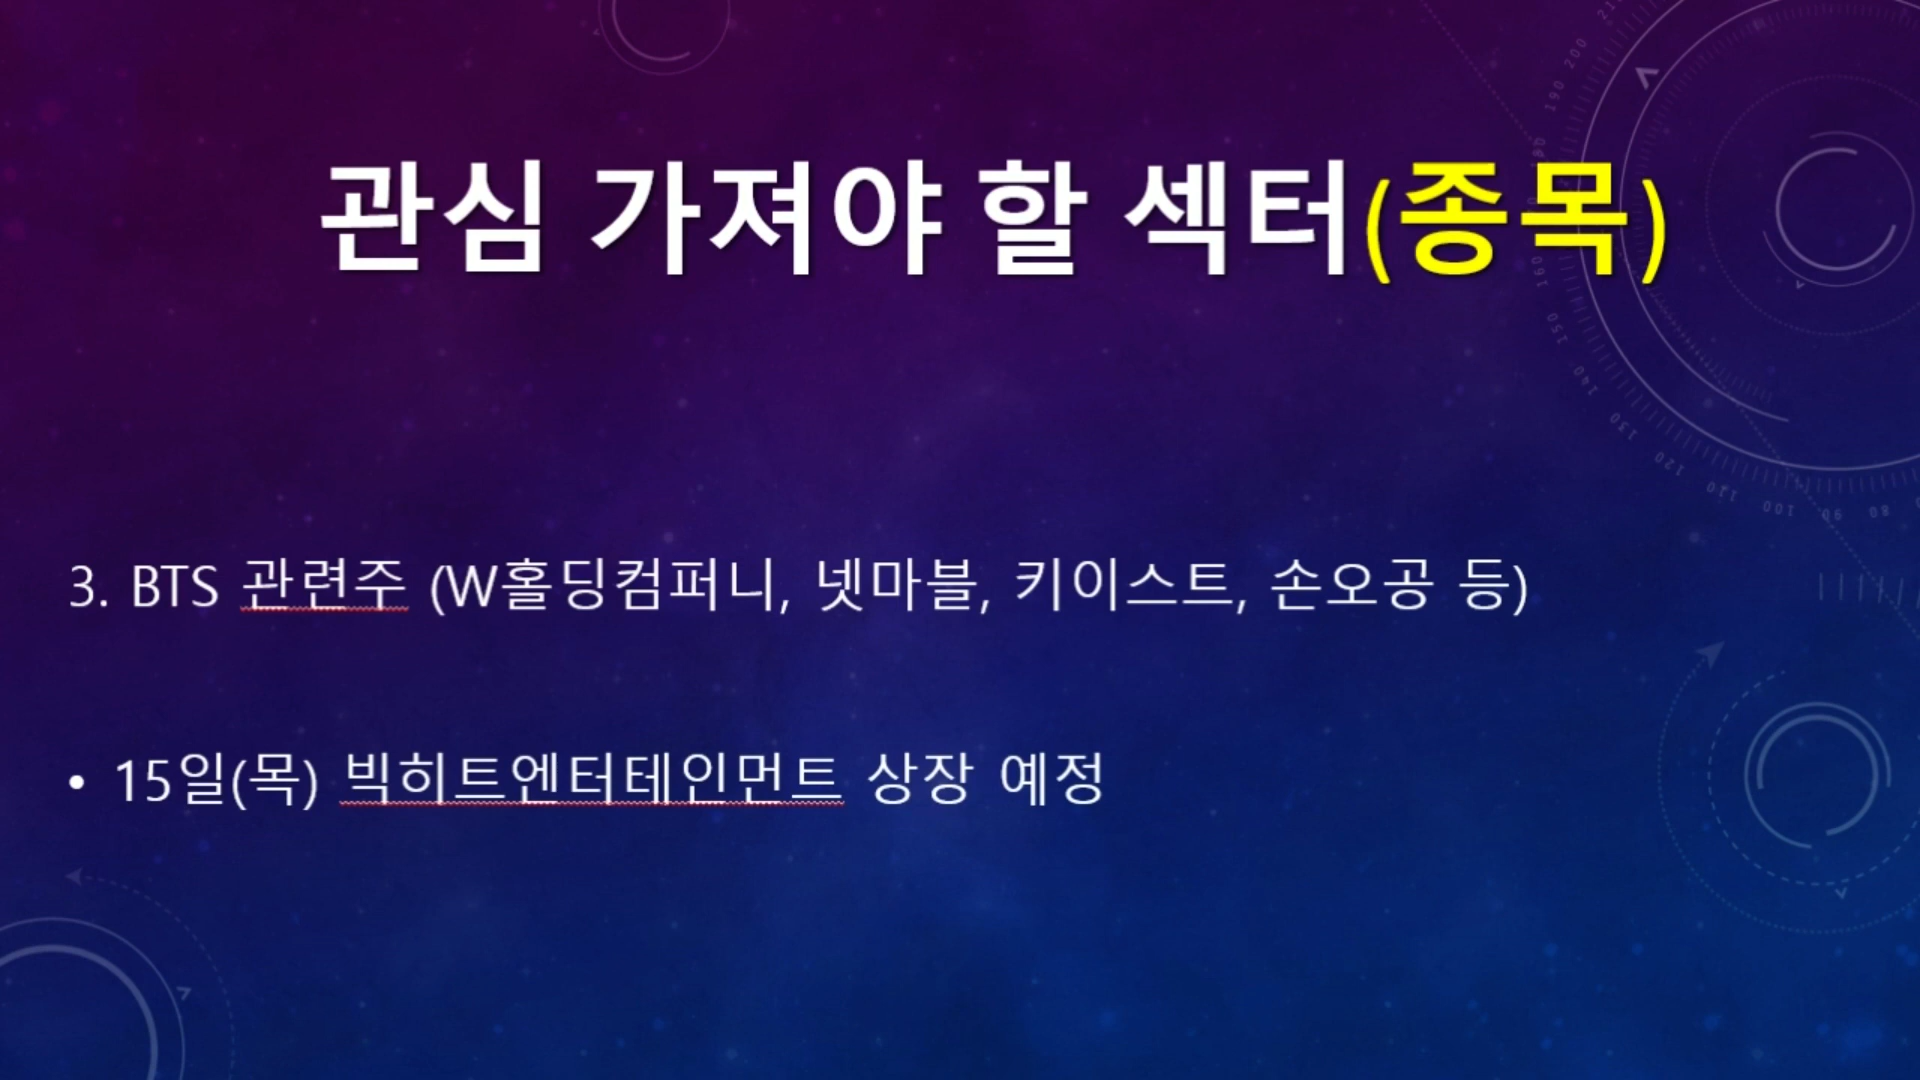 관심 가져야 할 섹터(종목)
3. BTS 관련주 (W홀딩컴퍼니, 넷마블, 키이스트, 손오공 등)
• 15일(목) 빅히트엔터테인먼트 상장 예정